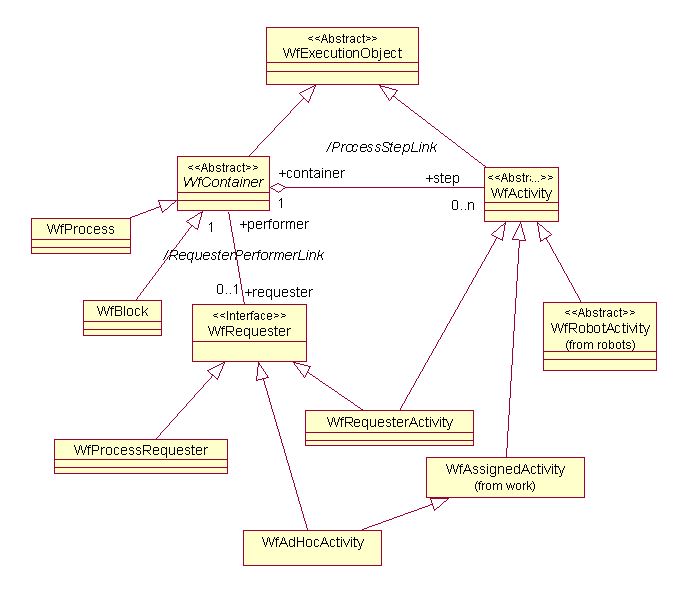 <<Abstract>>
WfExecutionObject
/ProcessStepLink
<<Abstract>>
WfContainer
+container
1
+step
0..n
<<Abstr...>>
WfActivity
WfProcess
1
+performer
/RequesterPerformerLink
WfBlock
0..1
+requester
<<Interface>>
WfRequester
<<Abstract>>
WfRobotActivity
(from robots)
WfRequesterActivity
WfProcessRequester
WfAssignedActivity
(from work)
WfAdHocActivity